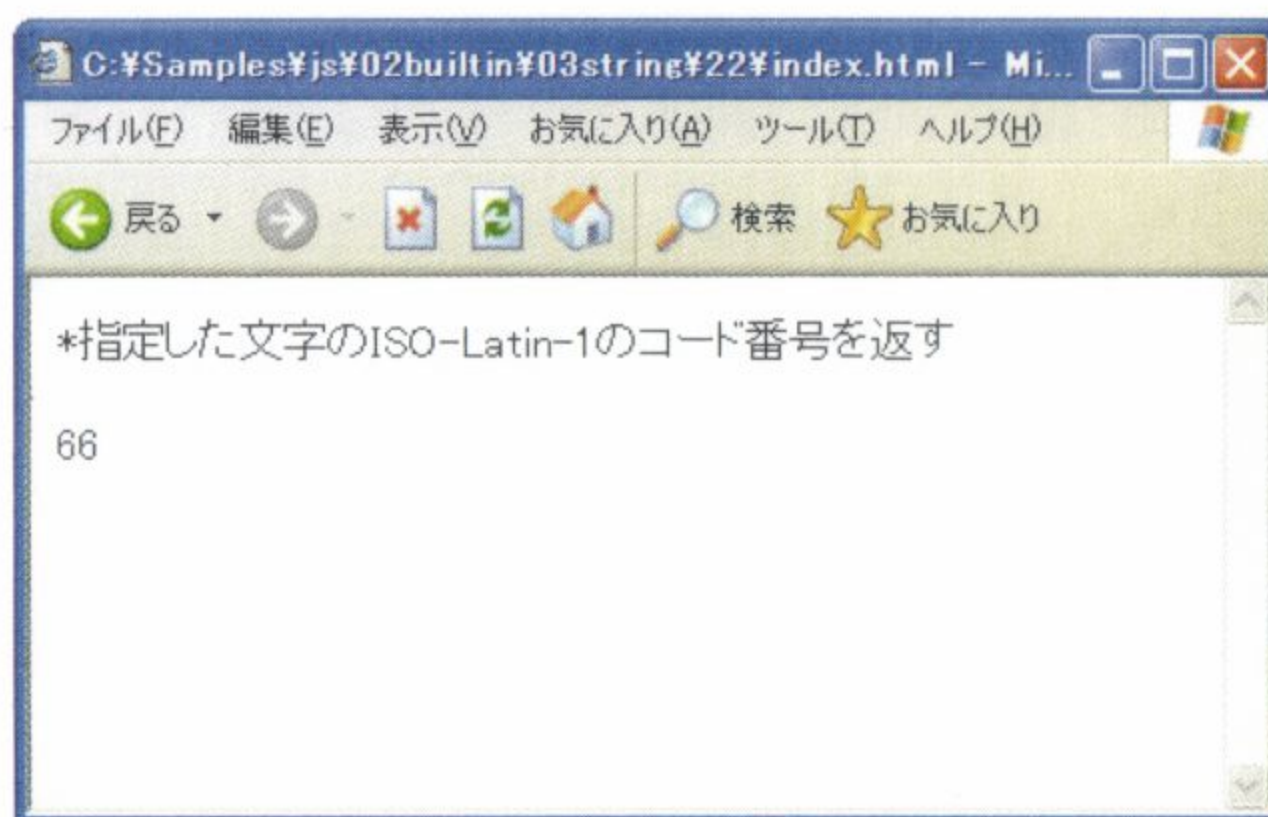 C:¥Samples¥js¥02builtin¥03string¥22¥index.html - Mi...
ファイル(F) 編集(E) 表示(V) お気に入り(A) ツール(T) ヘルプ(H)
戻る 検索 お気に入り
*指定した文字のISO-Latin-1のコード番号を返す
66